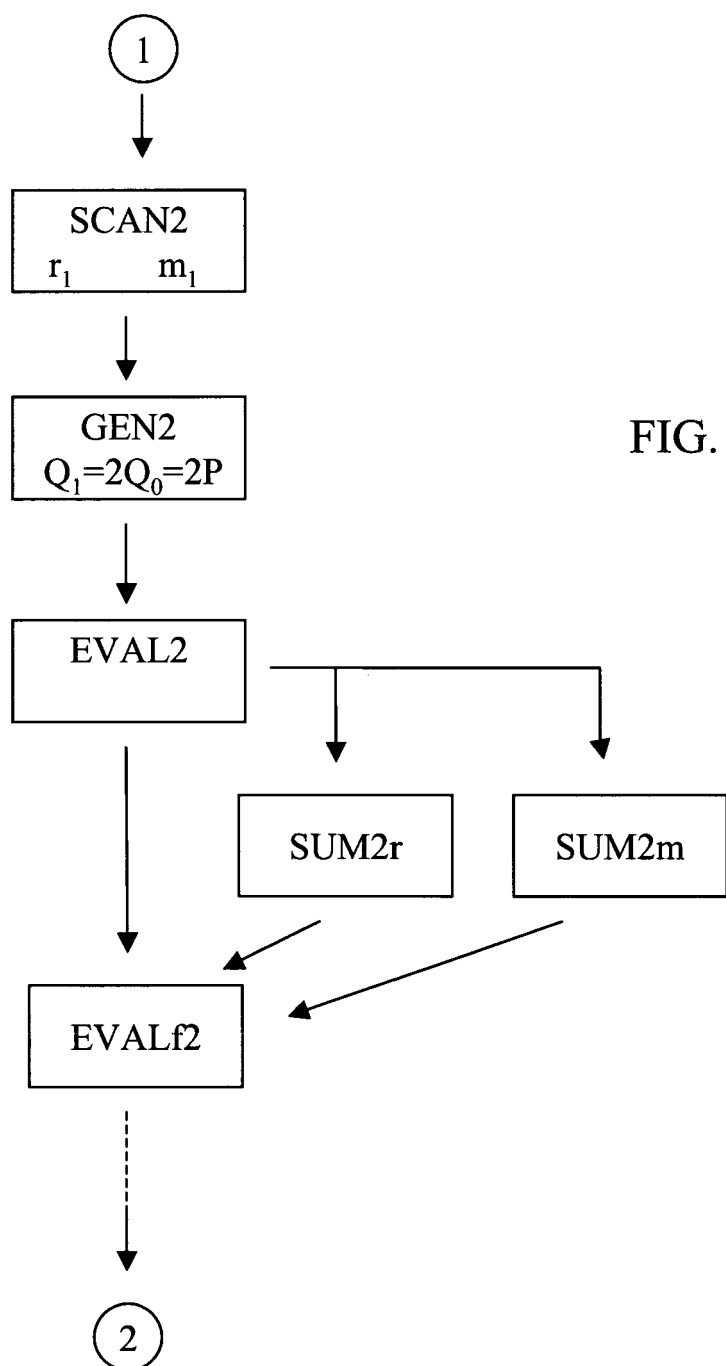 1
SCAN2
r₁ m₁
GEN2
Q₁=2Q₀=2P
FIG.
EVAL2
SUM2r
SUM2m
EVALf2
2